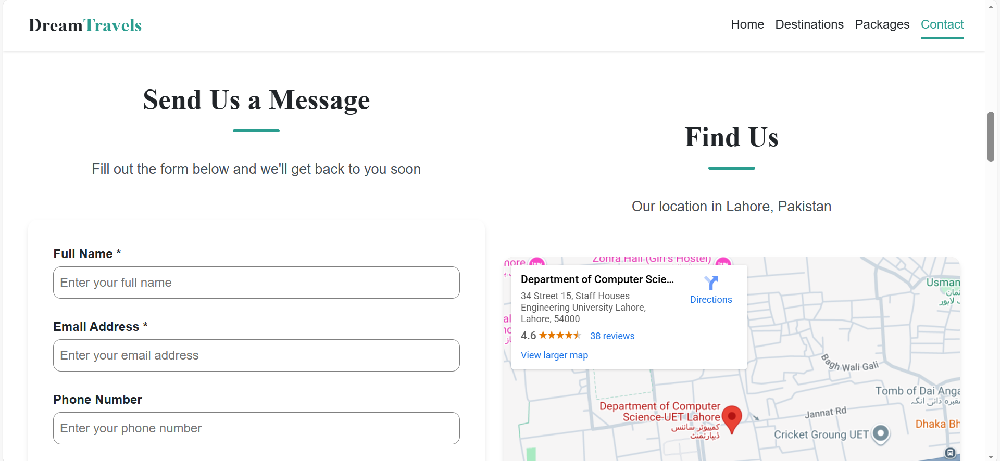 DreamTravels
Home Destinations Packages Contact
Send Us a Message
Fill out the form below and we'll get back to you soon
Full Name *
Enter your full name
Email Address *
Enter your email address
Phone Number
Enter your phone number
Find Us
Our location in Lahore, Pakistan
Zohra Hall (Girl's Hostel)
Department of Computer Scie...
34 Street 15, Staff Houses
Engineering University Lahore,
Lahore, 54000
4.6 38 reviews
View larger map
Directions
Usman
Bagh Wali Gali
Tomb of Dai Anga
مقبره دائی انگہ
Department of Computer
Science-UET Lahore
کمپیوٹر سائنس
ڈیپارٹمنٹ
Jannat Rd
Dhaka Bh
Cricket Groung UET